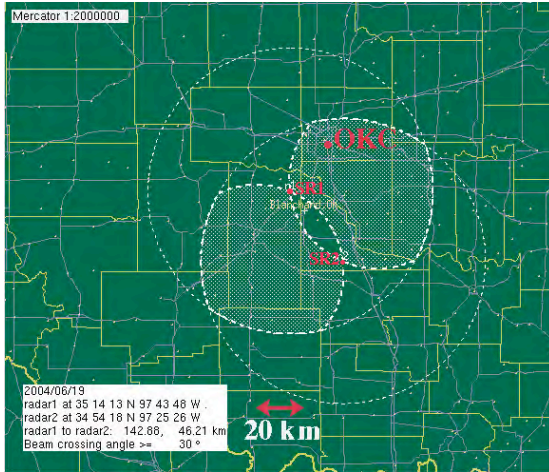 Mercator 1:2000000
OKC
SR1
Blanchard,OK
SR2
2004/06/19
radar1 at 35 14 13 N 97 43 48 W .
radar2 at 34 54 18 N 97 25 26 W
radar1 to radar2: 142.88, 46.21 km
Beam crossing angle >= 30 °
20 km